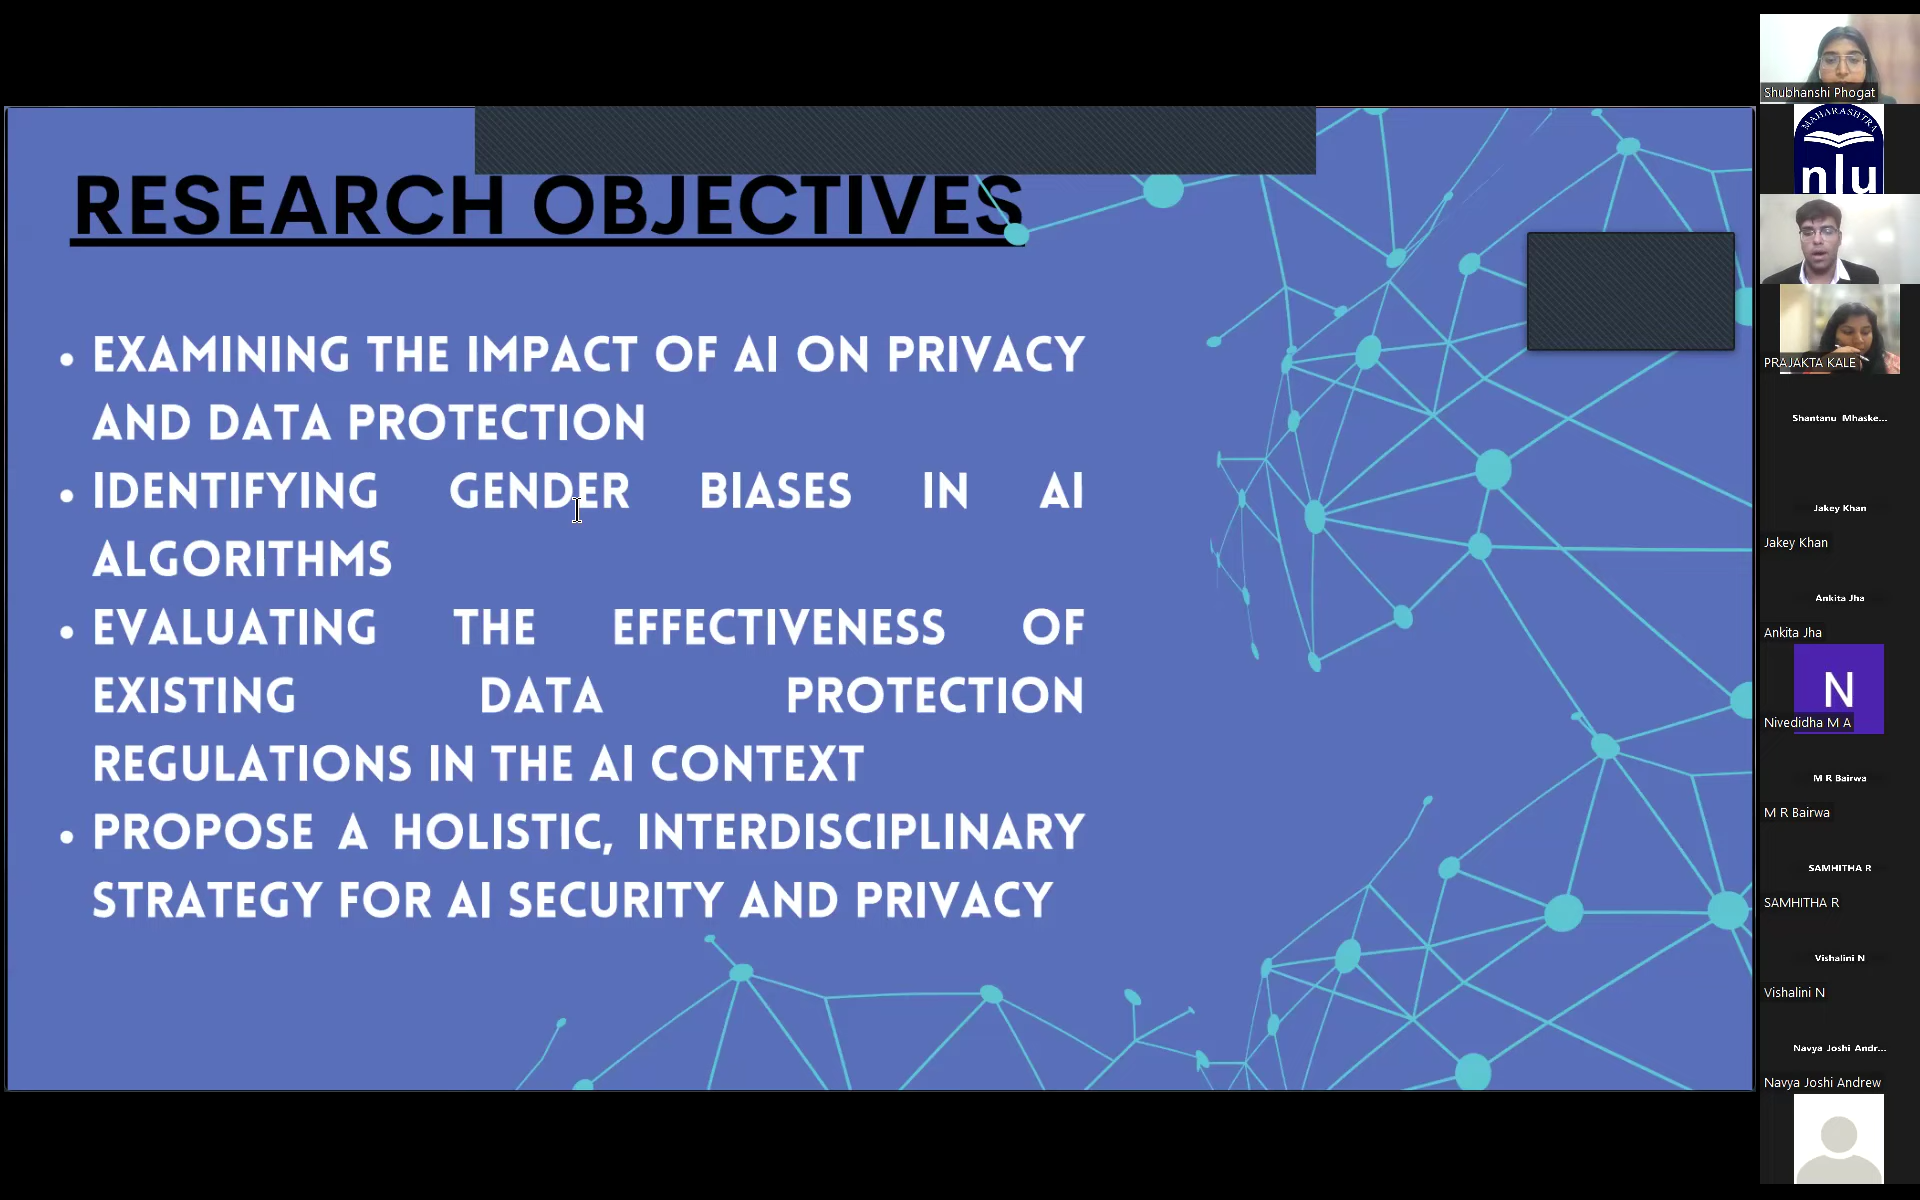 RESEARCH OBJECTIVES
• EXAMINING THE IMPACT OF AI ON PRIVACY
AND DATA PROTECTION
• IDENTIFYING GENDER BIASES IN AI
ALGORITHMS
• EVALUATING THE EFFECTIVENESS OF
EXISTING DATA PROTECTION
REGULATIONS IN THE AI CONTEXT
• PROPOSE A HOLISTIC, INTERDISCIPLINARY
STRATEGY FOR AI SECURITY AND PRIVACY
Shubhanshi Phogat
MAHARASHTRA
nlu
PRAJAKTA KALE
Shantanu Mhaske...
Jakey Khan
Jakey Khan
Ankita Jha
Ankita Jha
N
Nivedidha M A
M R Bairwa
M R Bairwa
SAMHITHA R
SAMHITHA R
Vishalini N
Vishalini N
Navya Joshi Andr...
Navya Joshi Andrew